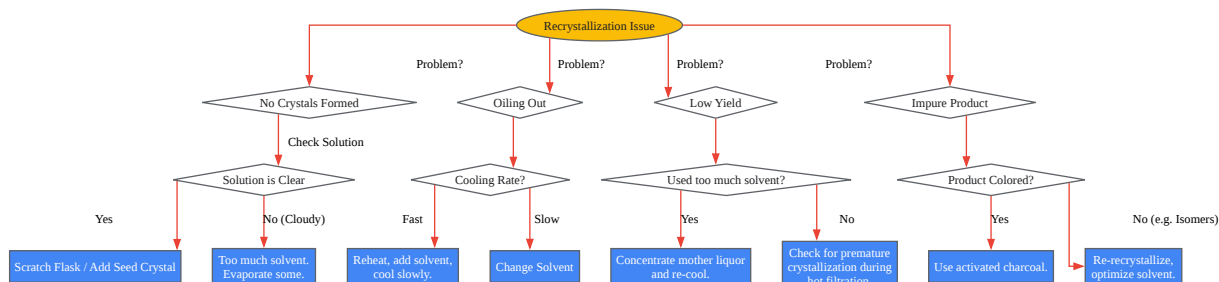 Recrystallization Issue
Problem?
Problem?
Problem?
Problem?
No Crystals Formed
Oiling Out
Low Yield
Impure Product
Check Solution
Solution is Clear
Cooling Rate?
Used too much solvent?
Product Colored?
Yes
No (Cloudy)
Fast
Slow
Yes
No
Yes
No (e.g. Isomers)
Scratch Flask / Add Seed Crystal
Too much solvent.
Evaporate some.
Reheat, add solvent,
cool slowly.
Change Solvent
Concentrate mother liquor
and re-cool.
Check for premature
crystallization during
hot filtration.
Use activated charcoal.
Re-recrystallize,
optimize solvent.